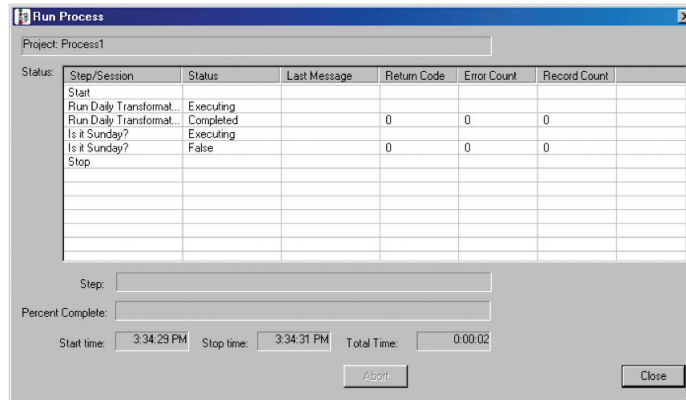 Run Process
Project: Process1
Status:
Step/Session Status Last Message Return Code Error Count Record Count
Start
Run Daily Transformat... Executing
Run Daily Transformat... Completed 0 0 0
Is it Sunday? Executing
Is it Sunday? False 0 0 0
Stop
Step:
Percent Complete:
Start time: 3:34:29 PM Stop time: 3:34:31 PM Total Time: 0:00:02
Abort Close